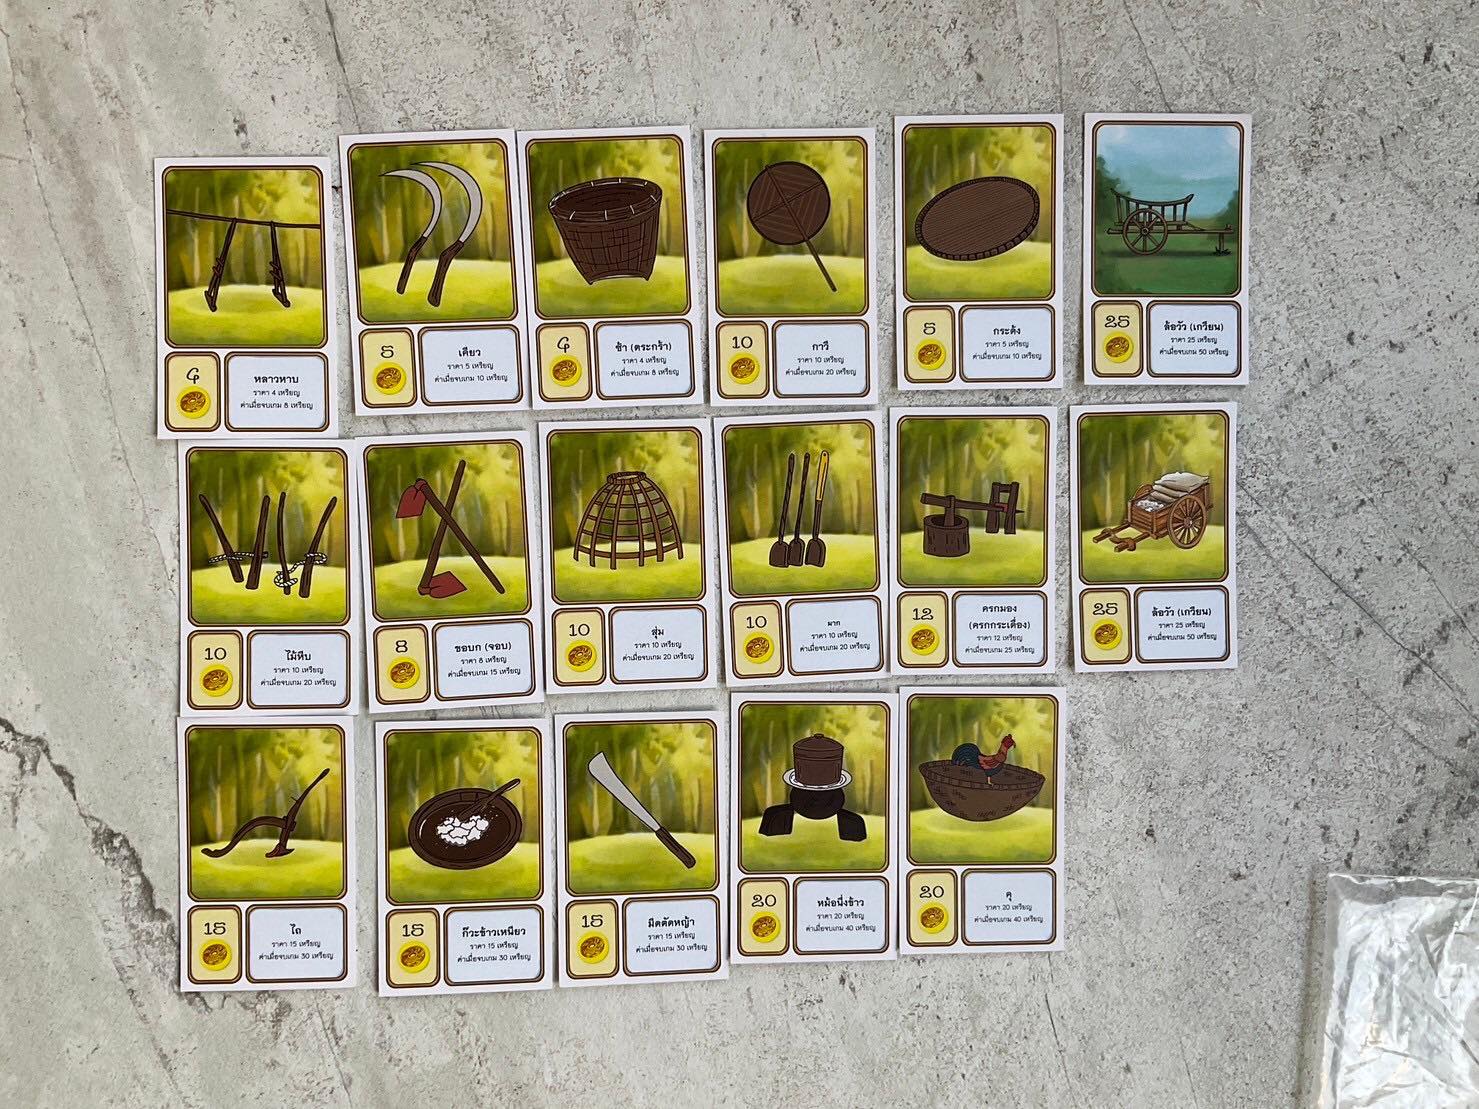 4
หลาวหาบ
ราคา 4 เหรียญ
ค่าเมื่อจบเกม 8 เหรียญ
5
เคียว
ราคา 5 เหรียญ
ค่าเมื่อจบเกม 10 เหรียญ
4
ซ้า (ตระกร้า)
ราคา 4 เหรียญ
ค่าเมื่อจบเกม 8 เหรียญ
10
กาวี
ราคา 10 เหรียญ
ค่าเมื่อจบเกม 20 เหรียญ
5
กระด้ง
ราคา 5 เหรียญ
ค่าเมื่อจบเกม 10 เหรียญ
25
ล้อวัว (เกวียน)
ราคา 25 เหรียญ
ค่าเมื่อจบเกม 50 เหรียญ
10
ไม้หีบ
ราคา 10 เหรียญ
ค่าเมื่อจบเกม 20 เหรียญ
8
ขอบก (จอบ)
ราคา 8 เหรียญ
ค่าเมื่อจบเกม 15 เหรียญ
10
สุ่ม
ราคา 10 เหรียญ
ค่าเมื่อจบเกม 20 เหรียญ
10
ผาก
ราคา 10 เหรียญ
ค่าเมื่อจบเกม 20 เหรียญ
12
ครกมอง
(ครกกระเดื่อง)
ราคา 12 เหรียญ
ค่าเมื่อจบเกม 25 เหรียญ
25
ล้อวัว (เกวียน)
ราคา 25 เหรียญ
ค่าเมื่อจบเกม 50 เหรียญ
15
ไถ
ราคา 15 เหรียญ
ค่าเมื่อจบเกม 30 เหรียญ
15
ก๊วะข้าวเหนียว
ราคา 15 เหรียญ
ค่าเมื่อจบเกม 30 เหรียญ
15
มีดตัดหญ้า
ราคา 15 เหรียญ
ค่าเมื่อจบเกม 30 เหรียญ
20
หม้อนึ่งข้าว
ราคา 20 เหรียญ
ค่าเมื่อจบเกม 40 เหรียญ
20
คุ
ราคา 20 เหรียญ
ค่าเมื่อจบเกม 40 เหรียญ